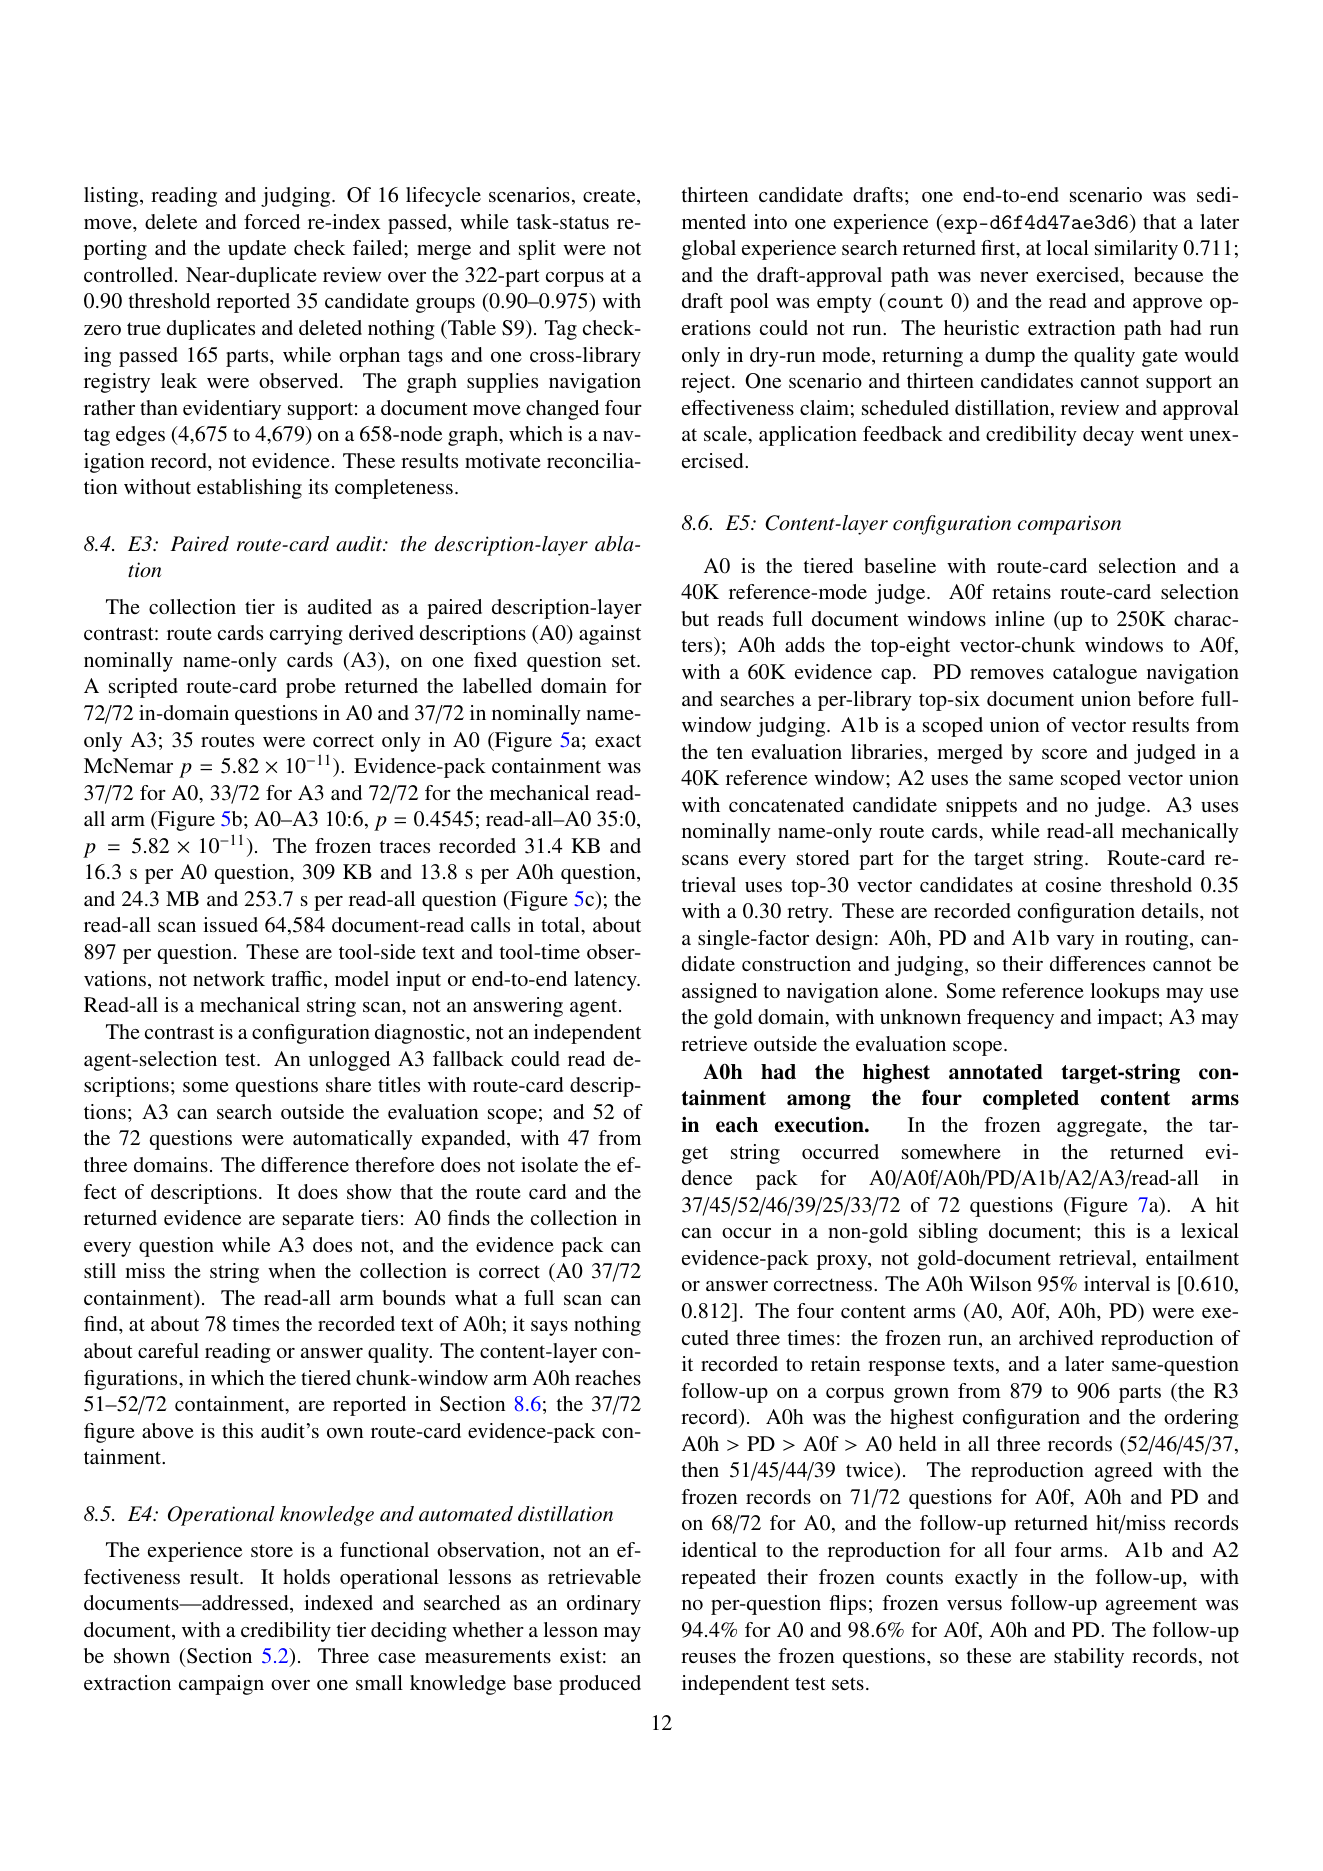 listing, reading and judging. Of 16 lifecycle scenarios, create,
move, delete and forced re-index passed, while task-status re-
porting and the update check failed; merge and split were not
controlled. Near-duplicate review over the 322-part corpus at a
0.90 threshold reported 35 candidate groups (0.90–0.975) with
zero true duplicates and deleted nothing (Table S9). Tag check-
ing passed 165 parts, while orphan tags and one cross-library
registry leak were observed. The graph supplies navigation
rather than evidentiary support: a document move changed four
tag edges (4,675 to 4,679) on a 658-node graph, which is a nav-
igation record, not evidence. These results motivate reconcilia-
tion without establishing its completeness.
8.4. E3: Paired route-card audit: the description-layer abla-
tion
The collection tier is audited as a paired description-layer
contrast: route cards carrying derived descriptions (A0) against
nominally name-only cards (A3), on one fixed question set.
A scripted route-card probe returned the labelled domain for
72/72 in-domain questions in A0 and 37/72 in nominally name-
only A3; 35 routes were correct only in A0 (Figure 5a; exact
McNemar p = 5.82 × 10⁻¹¹). Evidence-pack containment was
37/72 for A0, 33/72 for A3 and 72/72 for the mechanical read-
all arm (Figure 5b; A0–A3 10:6, p = 0.4545; read-all–A0 35:0,
p = 5.82 × 10⁻¹¹). The frozen traces recorded 31.4 KB and
16.3 s per A0 question, 309 KB and 13.8 s per A0h question,
and 24.3 MB and 253.7 s per read-all question (Figure 5c); the
read-all scan issued 64,584 document-read calls in total, about
897 per question. These are tool-side text and tool-time obser-
vations, not network traffic, model input or end-to-end latency.
Read-all is a mechanical string scan, not an answering agent.
The contrast is a configuration diagnostic, not an independent
agent-selection test. An unlogged A3 fallback could read de-
scriptions; some questions share titles with route-card descrip-
tions; A3 can search outside the evaluation scope; and 52 of
the 72 questions were automatically expanded, with 47 from
three domains. The difference therefore does not isolate the ef-
fect of descriptions. It does show that the route card and the
returned evidence are separate tiers: A0 finds the collection in
every question while A3 does not, and the evidence pack can
still miss the string when the collection is correct (A0 37/72
containment). The read-all arm bounds what a full scan can
find, at about 78 times the recorded text of A0h; it says nothing
about careful reading or answer quality. The content-layer con-
figurations, in which the tiered chunk-window arm A0h reaches
51–52/72 containment, are reported in Section 8.6; the 37/72
figure above is this audit's own route-card evidence-pack con-
tainment.
8.5. E4: Operational knowledge and automated distillation
The experience store is a functional observation, not an ef-
fectiveness result. It holds operational lessons as retrievable
documents—addressed, indexed and searched as an ordinary
document, with a credibility tier deciding whether a lesson may
be shown (Section 5.2). Three case measurements exist: an
extraction campaign over one small knowledge base produced
thirteen candidate drafts; one end-to-end scenario was sedi-
mented into one experience (exp-d6f4d47ae3d6) that a later
global experience search returned first, at local similarity 0.711;
and the draft-approval path was never exercised, because the
draft pool was empty (count 0) and the read and approve op-
erations could not run. The heuristic extraction path had run
only in dry-run mode, returning a dump the quality gate would
reject. One scenario and thirteen candidates cannot support an
effectiveness claim; scheduled distillation, review and approval
at scale, application feedback and credibility decay went unex-
ercised.
8.6. E5: Content-layer configuration comparison
A0 is the tiered baseline with route-card selection and a
40K reference-mode judge. A0f retains route-card selection
but reads full document windows inline (up to 250K charac-
ters); A0h adds the top-eight vector-chunk windows to A0f,
with a 60K evidence cap. PD removes catalogue navigation
and searches a per-library top-six document union before full-
window judging. A1b is a scoped union of vector results from
the ten evaluation libraries, merged by score and judged in a
40K reference window; A2 uses the same scoped vector union
with concatenated candidate snippets and no judge. A3 uses
nominally name-only route cards, while read-all mechanically
scans every stored part for the target string. Route-card re-
trieval uses top-30 vector candidates at cosine threshold 0.35
with a 0.30 retry. These are recorded configuration details, not
a single-factor design: A0h, PD and A1b vary in routing, can-
didate construction and judging, so their differences cannot be
assigned to navigation alone. Some reference lookups may use
the gold domain, with unknown frequency and impact; A3 may
retrieve outside the evaluation scope.
A0h had the highest annotated target-string con-
tainment among the four completed content arms
in each execution. In the frozen aggregate, the tar-
get string occurred somewhere in the returned evi-
dence pack for A0/A0f/A0h/PD/A1b/A2/A3/read-all in
37/45/52/46/39/25/33/72 of 72 questions (Figure 7a). A hit
can occur in a non-gold sibling document; this is a lexical
evidence-pack proxy, not gold-document retrieval, entailment
or answer correctness. The A0h Wilson 95% interval is [0.610,
0.812]. The four content arms (A0, A0f, A0h, PD) were exe-
cuted three times: the frozen run, an archived reproduction of
it recorded to retain response texts, and a later same-question
follow-up on a corpus grown from 879 to 906 parts (the R3
record). A0h was the highest configuration and the ordering
A0h > PD > A0f > A0 held in all three records (52/46/45/37,
then 51/45/44/39 twice). The reproduction agreed with the
frozen records on 71/72 questions for A0f, A0h and PD and
on 68/72 for A0, and the follow-up returned hit/miss records
identical to the reproduction for all four arms. A1b and A2
repeated their frozen counts exactly in the follow-up, with
no per-question flips; frozen versus follow-up agreement was
94.4% for A0 and 98.6% for A0f, A0h and PD. The follow-up
reuses the frozen questions, so these are stability records, not
independent test sets.
12